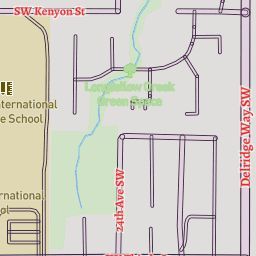 SW Kenyon St
Longfellow Creek
Green Space
nternational
e School
Delridge Way SW
24th Ave SW
rnational
ol